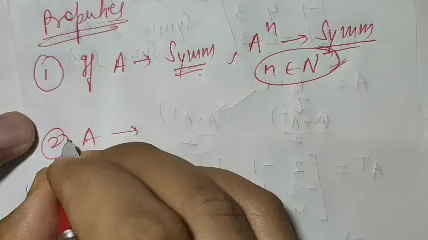 Properties
① If A → Symm, Aⁿ → Symm
n ∈ N
② A →